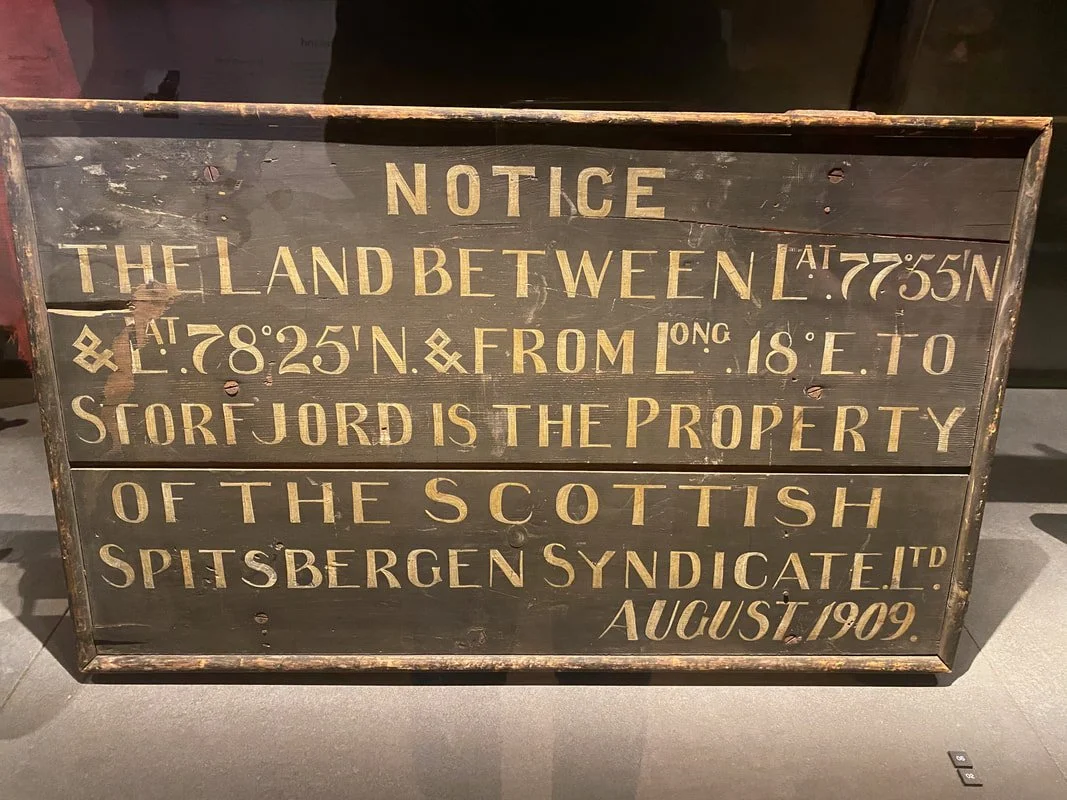 NOTICE
THE LAND BETWEEN LAT. 77°55'N
& LAT. 78°25'N. & FROM LONG. 18°E. TO
STORFJORD IS THE PROPERTY
OF THE SCOTTISH
SPITSBERGEN SYNDICATE. LTD.
AUGUST. 1909.